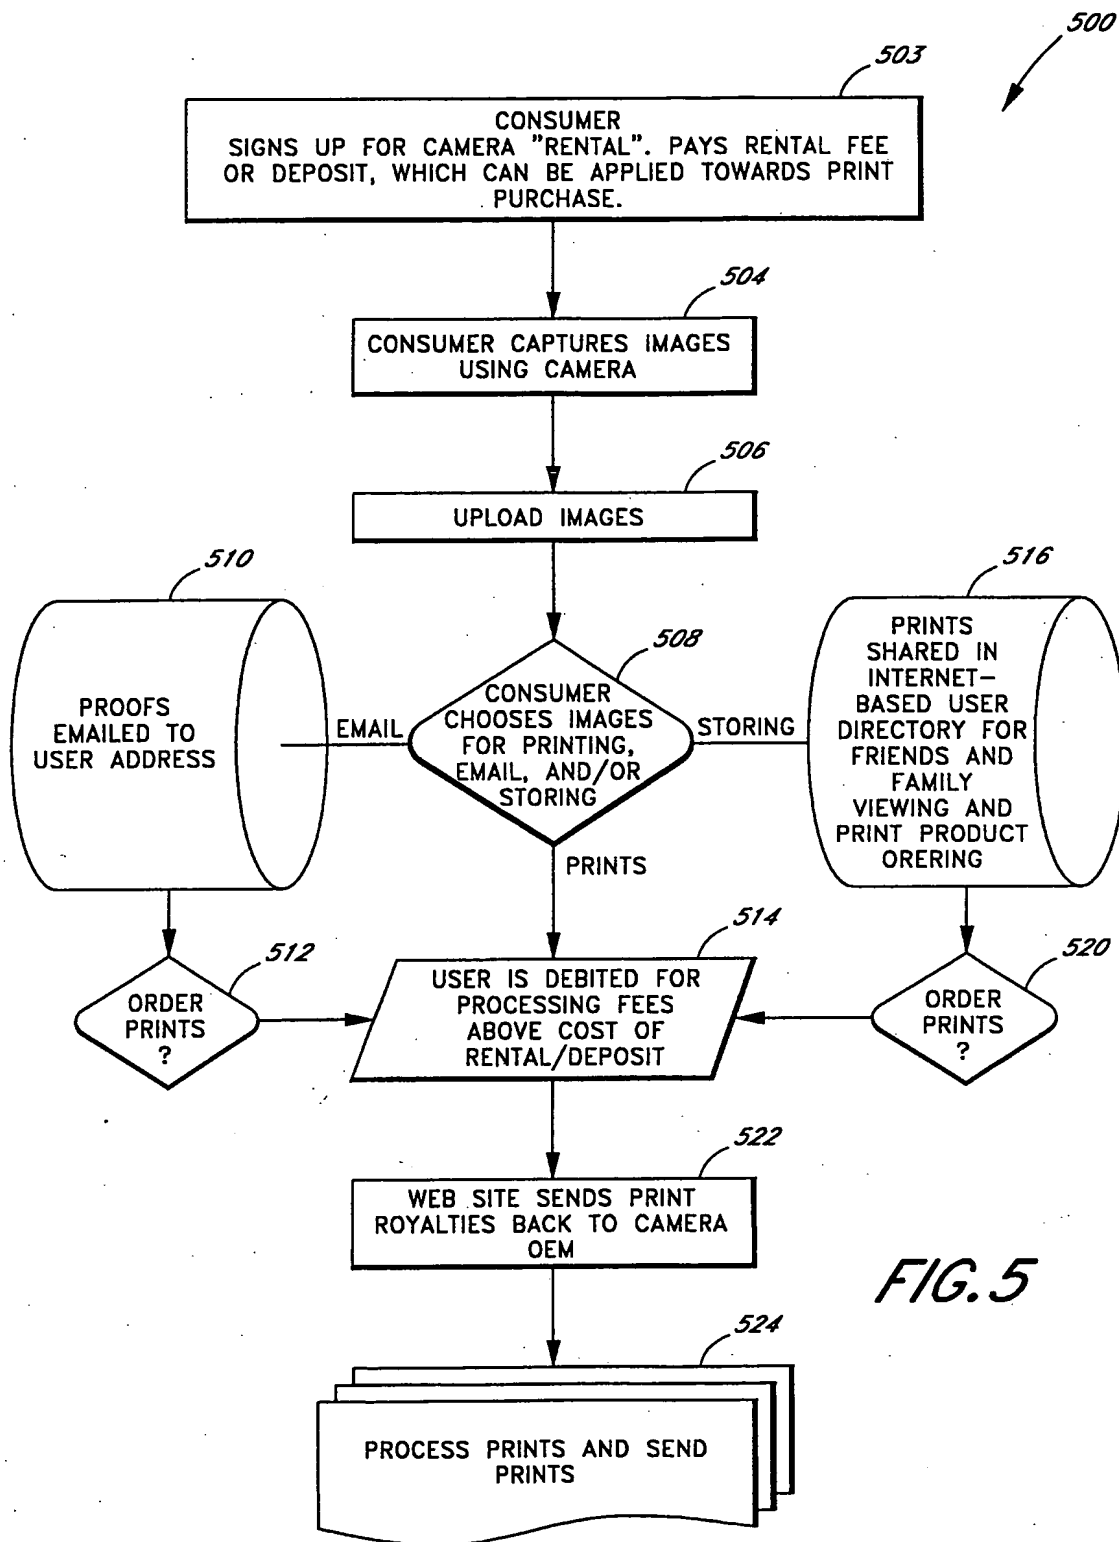 500
503
CONSUMER
SIGNS UP FOR CAMERA "RENTAL". PAYS RENTAL FEE
OR DEPOSIT, WHICH CAN BE APPLIED TOWARDS PRINT
PURCHASE.
504
CONSUMER CAPTURES IMAGES
USING CAMERA
506
UPLOAD IMAGES
510
PROOFS
EMAILED TO
USER ADDRESS
EMAIL
508
CONSUMER
CHOOSES IMAGES
FOR PRINTING,
EMAIL, AND/OR
STORING
STORING
516
PRINTS
SHARED IN
INTERNET-
BASED USER
DIRECTORY FOR
FRIENDS AND
FAMILY
VIEWING AND
PRINT PRODUCT
ORERING
PRINTS
512
ORDER
PRINTS
?
514
USER IS DEBITED FOR
PROCESSING FEES
ABOVE COST OF
RENTAL/DEPOSIT
520
ORDER
PRINTS
?
522
WEB SITE SENDS PRINT
ROYALTIES BACK TO CAMERA
OEM
FIG. 5
524
PROCESS PRINTS AND SEND
PRINTS